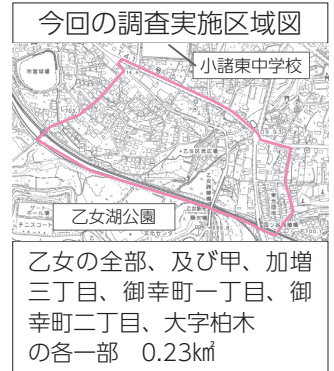 今回の調査実施区域図
小諸東中学校
乙女湖公園
乙女の全部、及び甲、加増
三丁目、御幸町一丁目、御
幸町二丁目、大字柏木
の各一部　0.23㎢